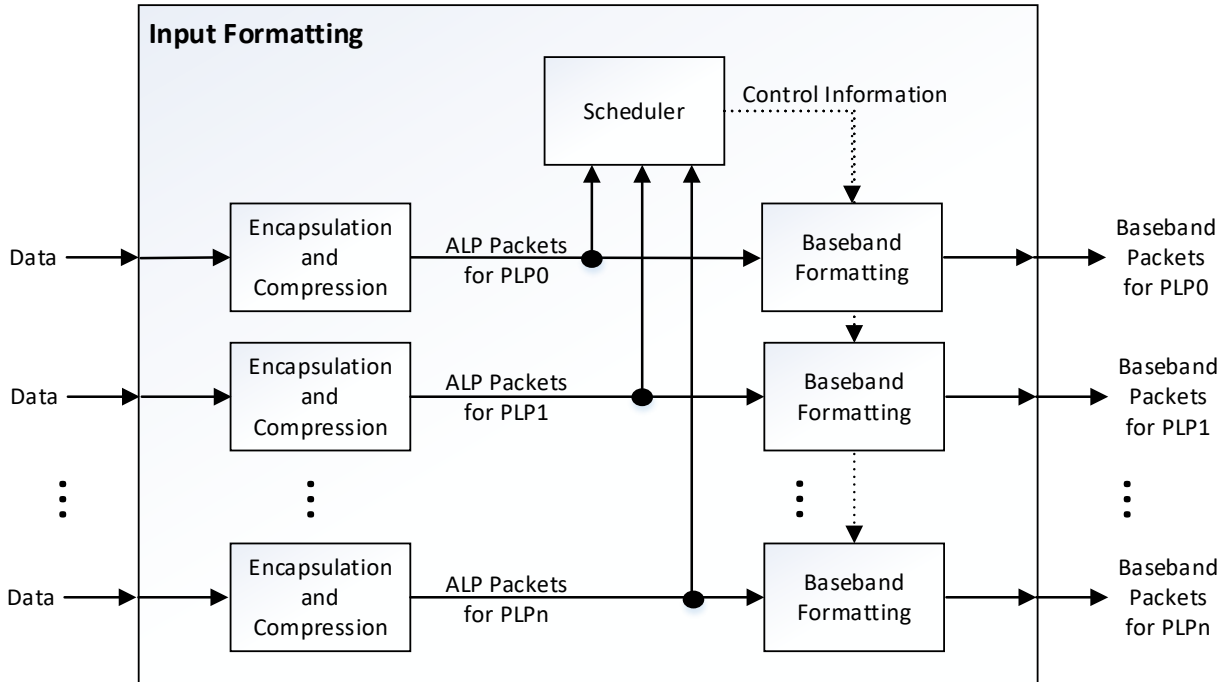 Input Formatting
Scheduler
Control Information
Data
Encapsulation
and
Compression
ALP Packets
for PLP0
Baseband
Formatting
Baseband
Packets
for PLP0
Data
Encapsulation
and
Compression
ALP Packets
for PLP1
Baseband
Formatting
Baseband
Packets
for PLP1
Data
Encapsulation
and
Compression
ALP Packets
for PLPn
Baseband
Formatting
Baseband
Packets
for PLPn